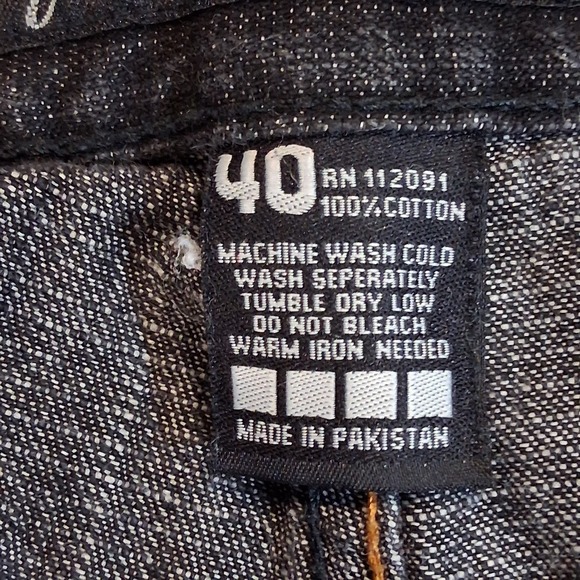 40 RN 112091
100% COTTON
MACHINE WASH COLD
WASH SEPERATELY
TUMBLE DRY LOW
DO NOT BLEACH
WARM IRON NEEDED
MADE IN PAKISTAN